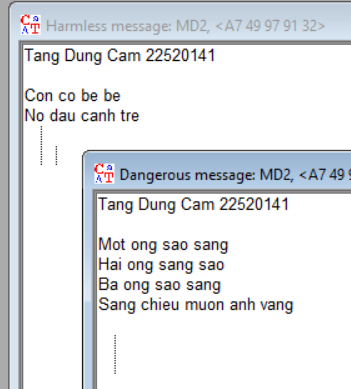 Harmless message: MD2, <A7 49 97 91 32>
Tang Dung Cam 22520141
Con co be be
No dau canh tre
Dangerous message: MD2, <A7 49 9
Tang Dung Cam 22520141
Mot ong sao sang
Hai ong sang sao
Ba ong sao sang
Sang chieu muon anh vang